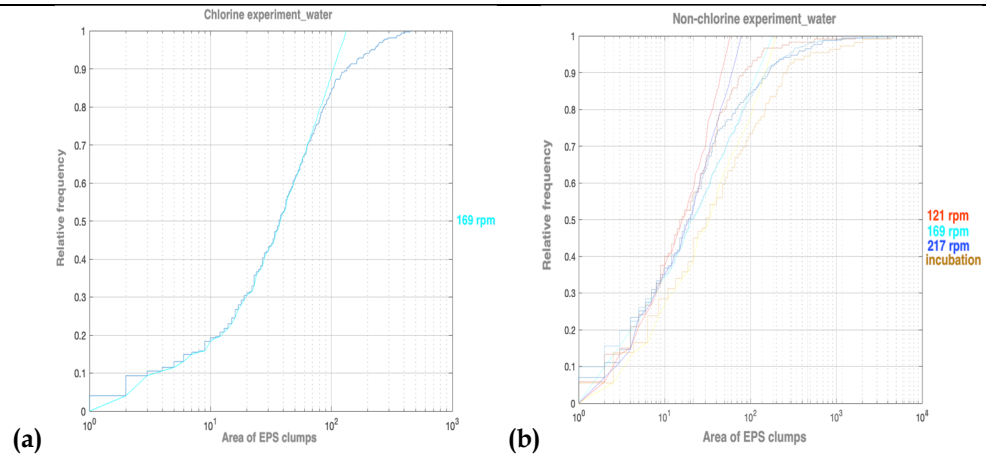 Chlorine experiment_water
Relative frequency
1
0.9
0.8
0.7
0.6
0.5
0.4
0.3
0.2
0.1
0
10^0
10^1
10^2
10^3
Area of EPS clumps
169 rpm
(a)
Non-chlorine experiment_water
Relative frequency
1
0.9
0.8
0.7
0.6
0.5
0.4
0.3
0.2
0.1
0
10^0
10^1
10^2
10^3
10^4
Area of EPS clumps
121 rpm
169 rpm
217 rpm
incubation
(b)